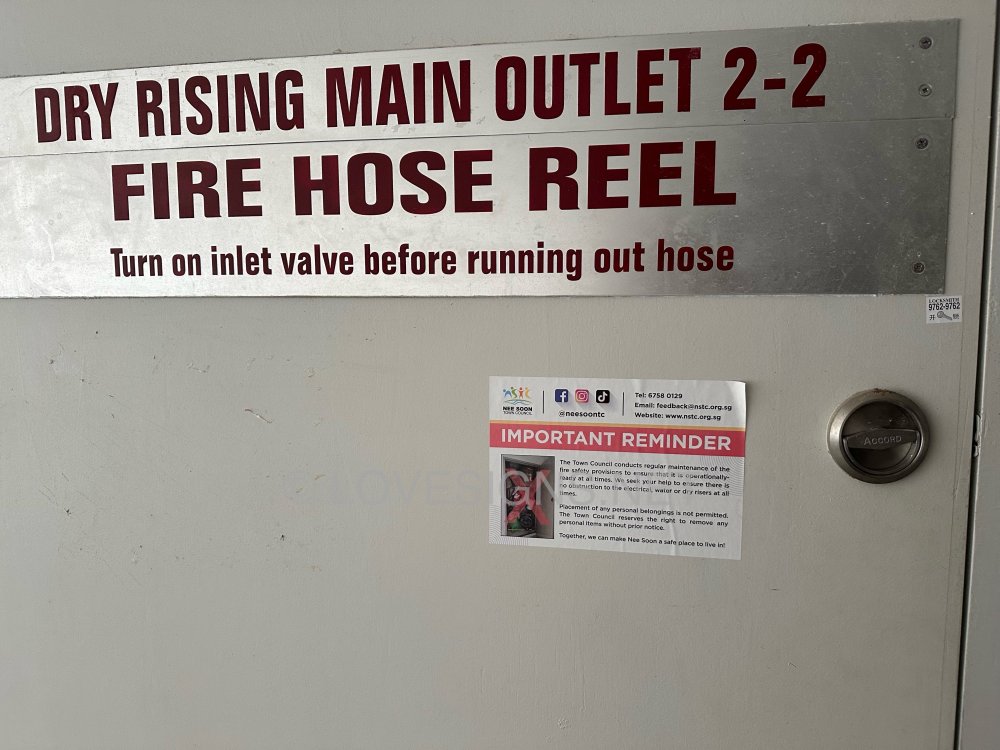 DRY RISING MAIN OUTLET 2-2
FIRE HOSE REEL
Turn on inlet valve before running out hose
LOCKSMITH
9762-9762
开 锁
NEE SOON
TOWN COUNCIL
@neesoontc
Tel: 6758 0129
Email: feedback@nstc.org.sg
Website: www.nstc.org.sg
IMPORTANT REMINDER
The Town Council conducts regular maintenance of the
fire safety provisions to ensure that it is operationally-
ready at all times. We seek your help to ensure there is
no obstruction to the electrical, water or dry risers at all
times.
Placement of any personal belongings is not permitted.
The Town Council reserves the right to remove any
personal items without prior notice.
Together, we can make Nee Soon a safe place to live in!
ACCORD